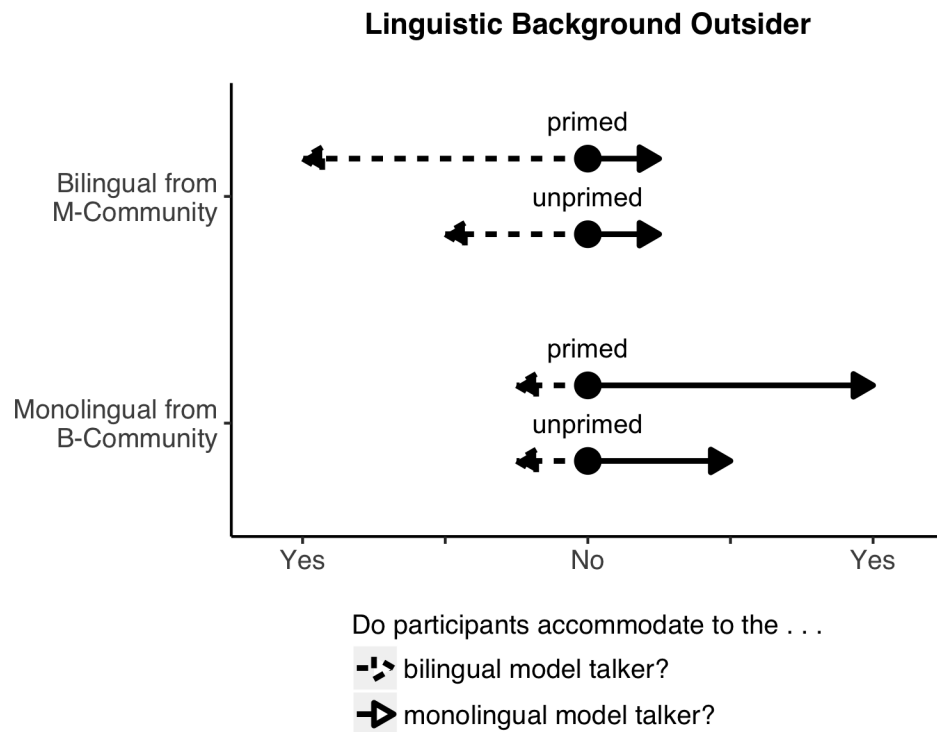 Linguistic Background Outsider
primed
Bilingual from
M-Community
unprimed
primed
Monolingual from
B-Community
unprimed
Yes
No
Yes
Do participants accommodate to the . . .
bilingual model talker?
monolingual model talker?